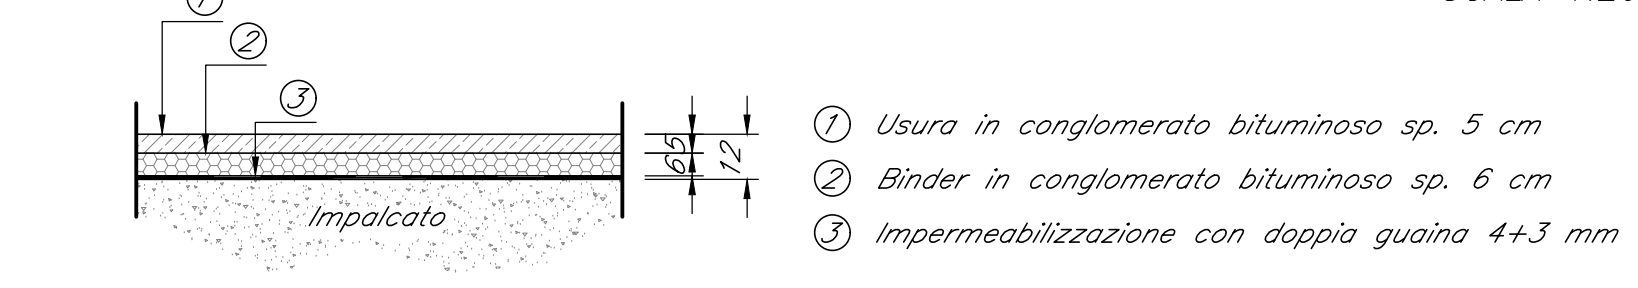 1
2
3
5
6
12
Impalcato
1 Usura in conglomerato bituminoso sp. 5 cm
2 Binder in conglomerato bituminoso sp. 6 cm
3 Impermeabilizzazione con doppia guaina 4+3 mm